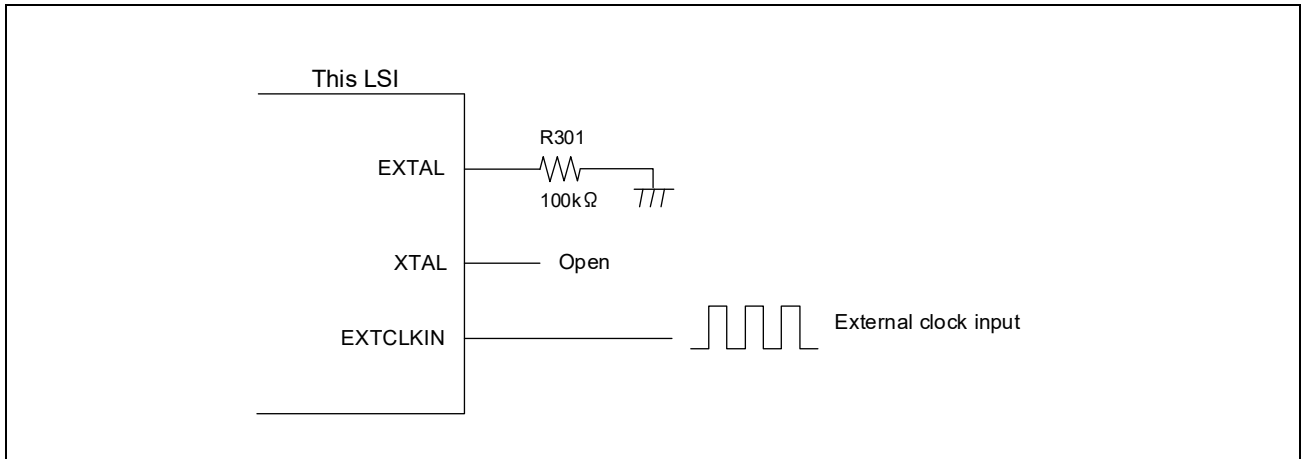 This LSI
R301
EXTAL
100kΩ
XTAL
Open
EXTCLKIN
External clock input